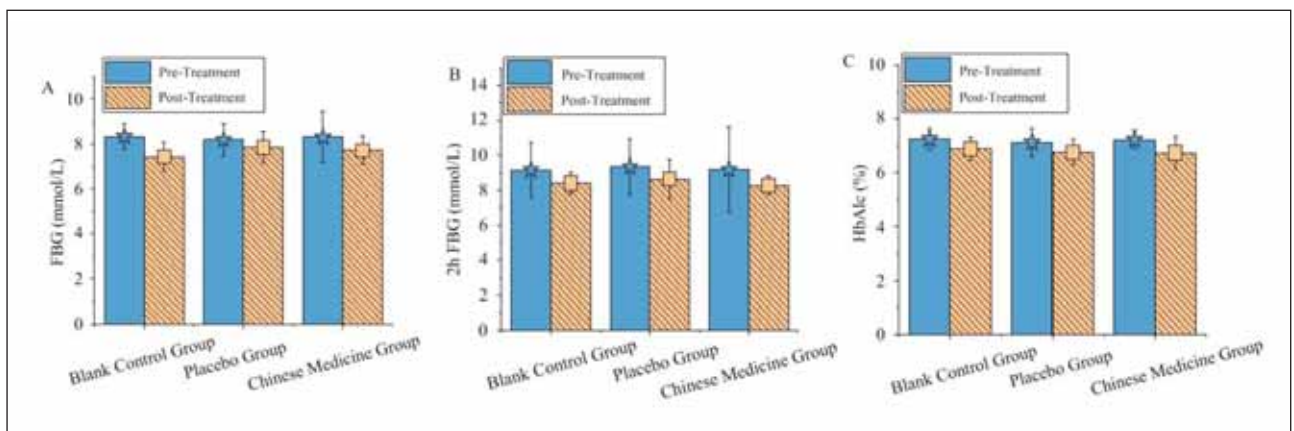 A
Pre-Treatment
Post-Treatment
10
8
6
4
2
0
FBG (mmol/L)
Blank Control Group
Placebo Group
Chinese Medicine Group
B
Pre-Treatment
Post-Treatment
14
12
10
8
6
4
2
0
2h FBG (mmol/L)
Blank Control Group
Placebo Group
Chinese Medicine Group
C
Pre-Treatment
Post-Treatment
10
8
6
4
2
0
HbAlc (%)
Blank Control Group
Placebo Group
Chinese Medicine Group